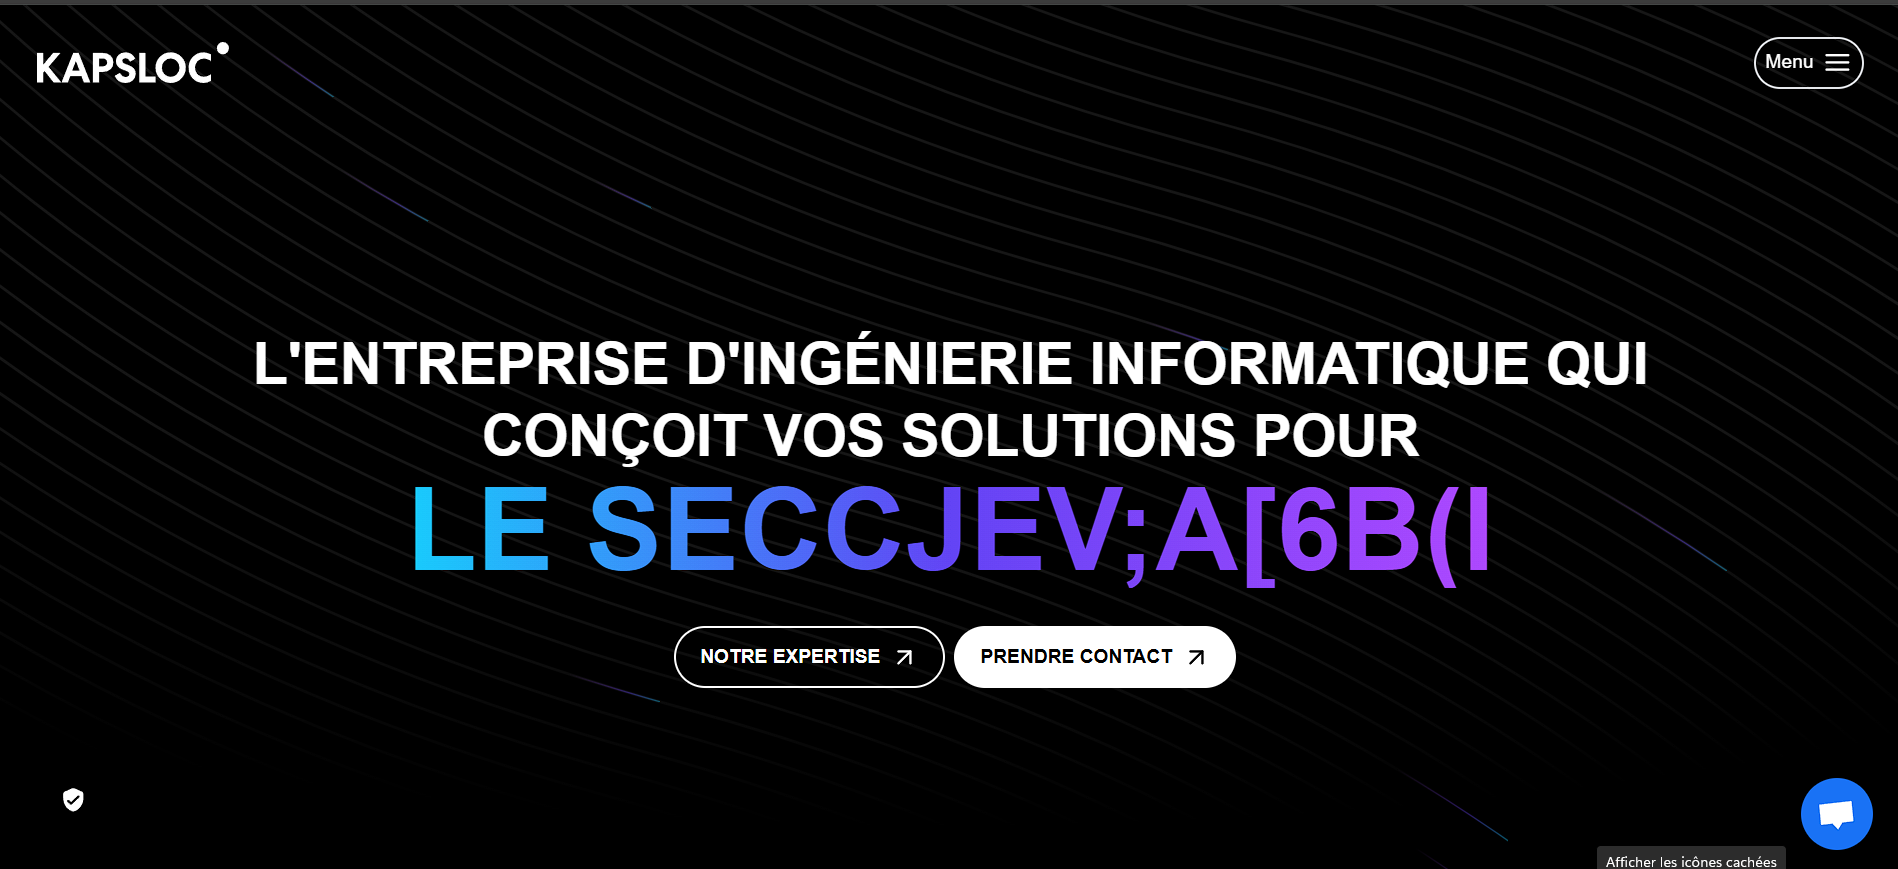 KAPSLOC
Menu
L'ENTREPRISE D'INGÉNIERIE INFORMATIQUE QUI
CONÇOIT VOS SOLUTIONS POUR
LE SECCJEV;A[6B(I
NOTRE EXPERTISE
PRENDRE CONTACT
Afficher les icônes cachées